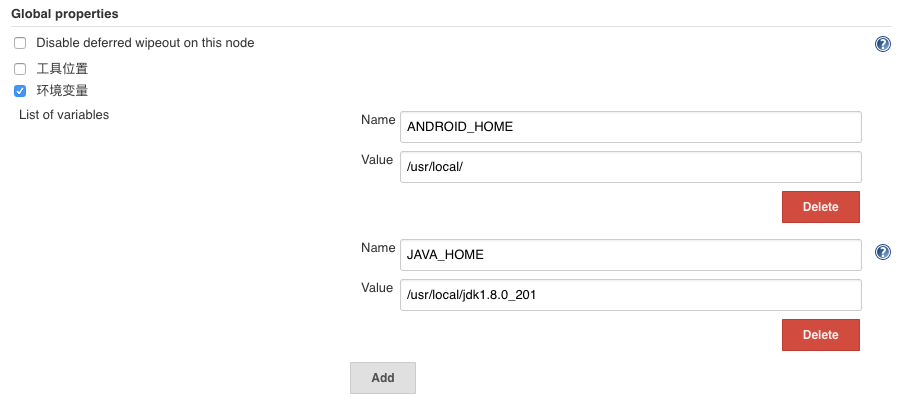 Global properties
Disable deferred wipeout on this node
?
工具位置
环境变量
List of variables
Name ANDROID_HOME
Value /usr/local/
Delete
Name JAVA_HOME
?
Value /usr/local/jdk1.8.0_201
Delete
Add